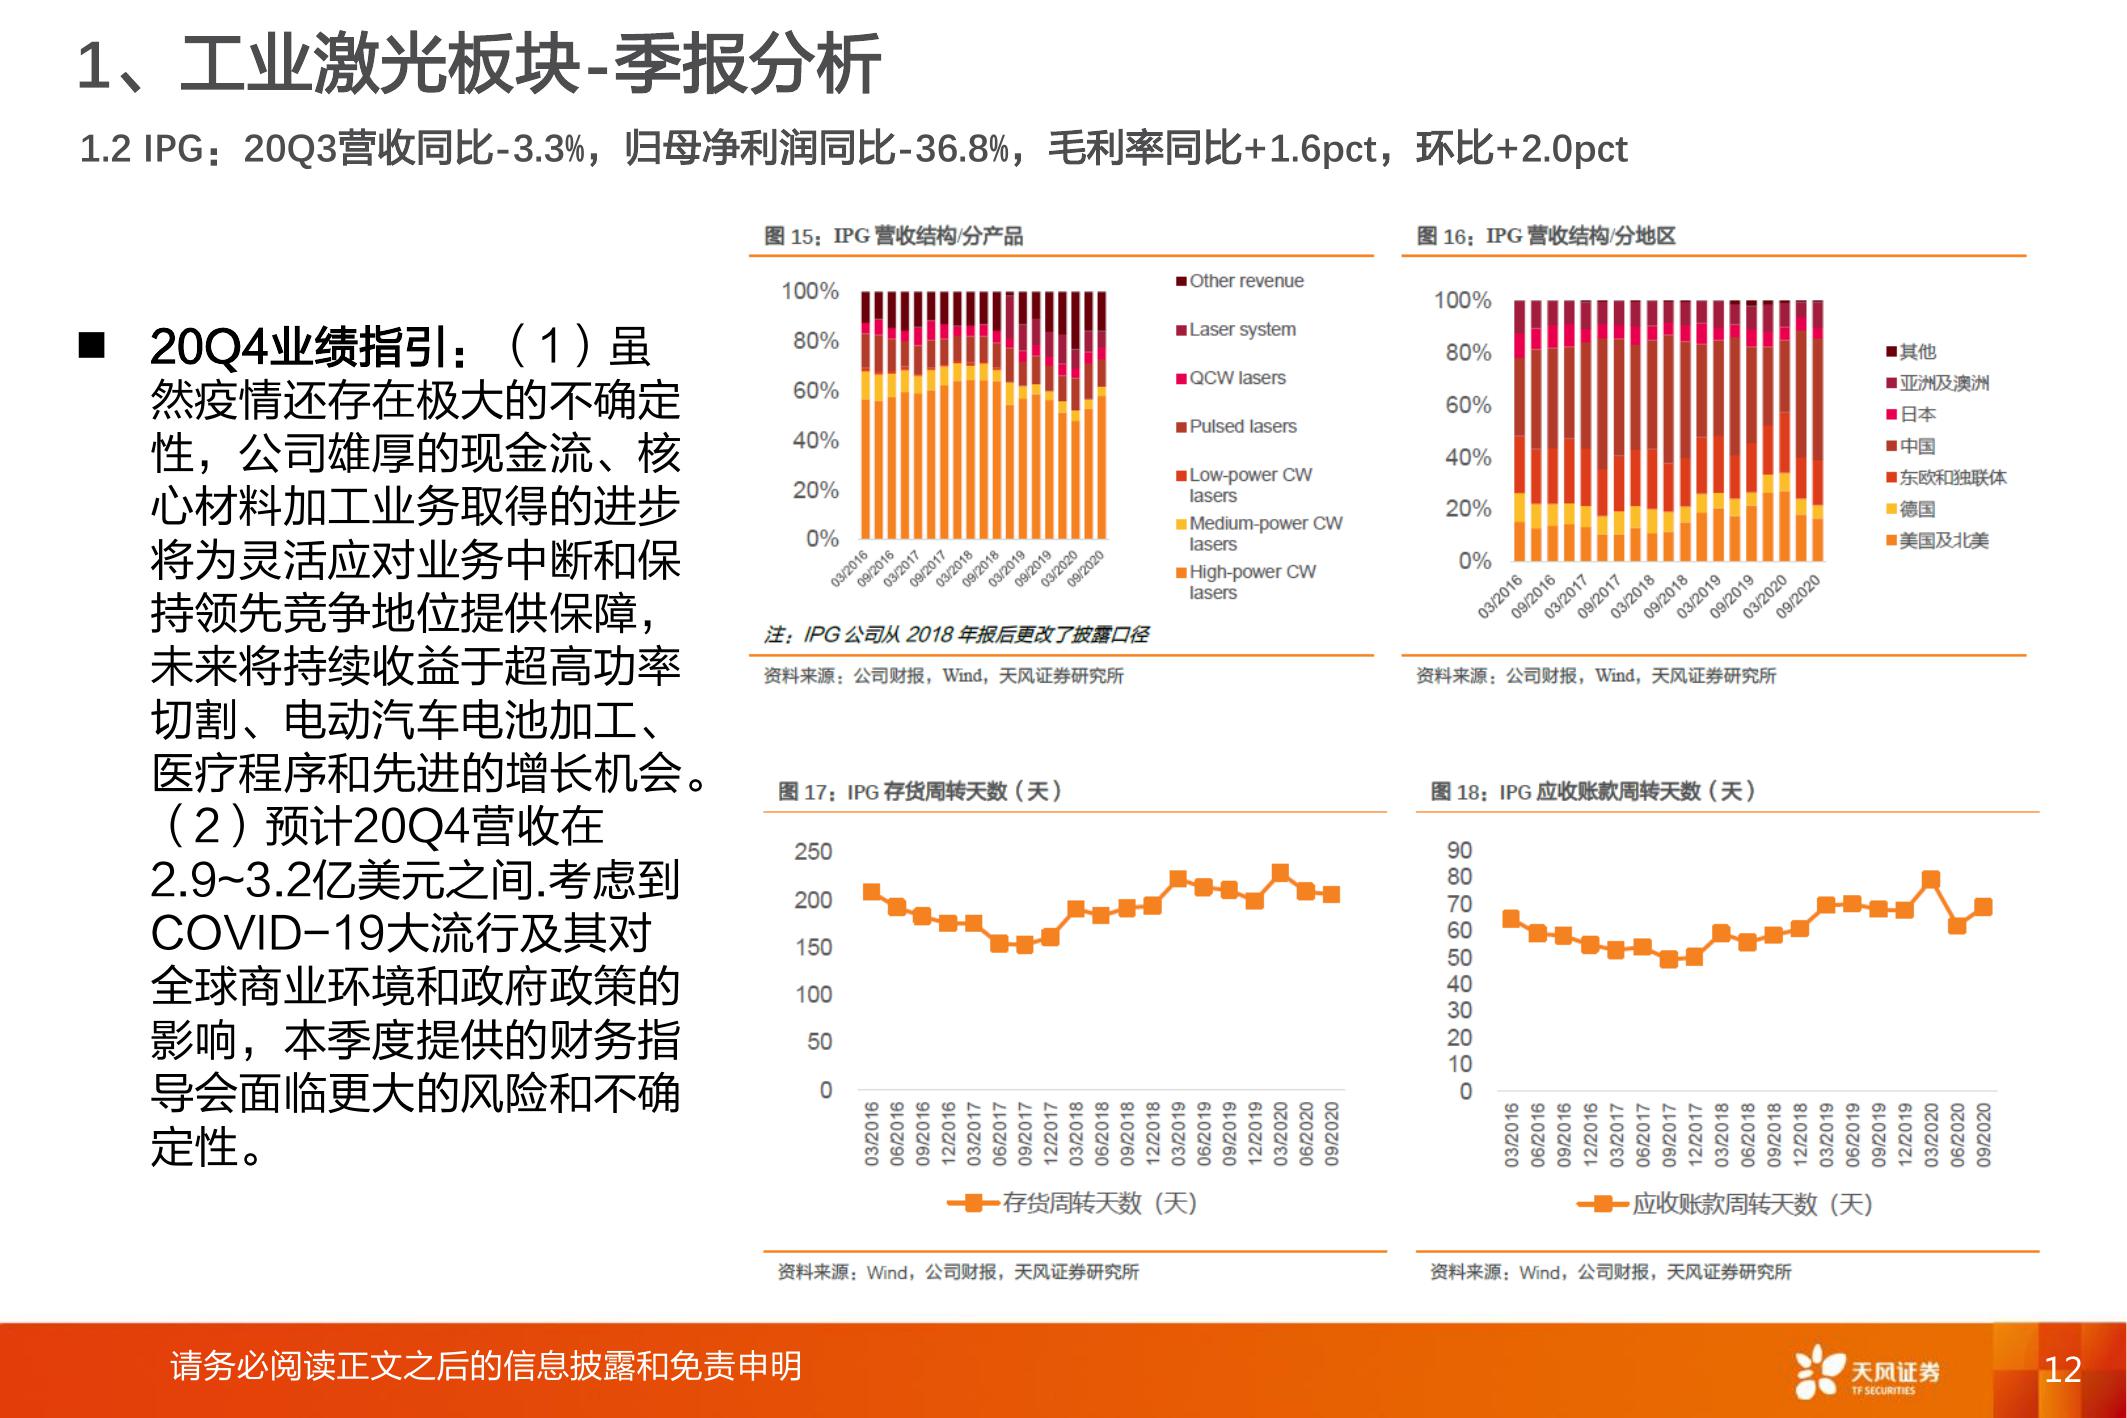 1、工业激光板块-季报分析
1.2 IPG：20Q3营收同比-3.3%，归母净利润同比-36.8%，毛利率同比+1.6pct，环比+2.0pct
■ 20Q4业绩指引：（1）虽
然疫情还存在极大的不确定
性，公司雄厚的现金流、核
心材料加工业务取得的进步
将为灵活应对业务中断和保
持领先竞争地位提供保障，
未来将持续收益于超高功率
切割、电动汽车电池加工、
医疗程序和先进的增长机会。
（2）预计20Q4营收在
2.9~3.2亿美元之间.考虑到
COVID-19大流行及其对
全球商业环境和政府政策的
影响，本季度提供的财务指
导会面临更大的风险和不确
定性。
图 15：IPG 营收结构/分产品
100%
80%
60%
40%
20%
0%
03/2016
09/2016
03/2017
09/2017
03/2018
09/2018
03/2019
09/2019
03/2020
09/2020
Other revenue
Laser system
QCW lasers
Pulsed lasers
Low-power CW
lasers
Medium-power CW
lasers
High-power CW
lasers
注：IPG 公司从 2018 年报后更改了披露口径
资料来源：公司财报，Wind，天风证券研究所
图 16：IPG 营收结构/分地区
100%
80%
60%
40%
20%
0%
03/2016
09/2016
03/2017
09/2017
03/2018
09/2018
03/2019
09/2019
03/2020
09/2020
其他
亚洲及澳洲
日本
中国
东欧和独联体
德国
美国及北美
资料来源：公司财报，Wind，天风证券研究所
图 17：IPG 存货周转天数（天）
250
200
150
100
50
0
03/2016
06/2016
09/2016
12/2016
03/2017
06/2017
09/2017
12/2017
03/2018
06/2018
09/2018
12/2018
03/2019
06/2019
09/2019
12/2019
03/2020
06/2020
09/2020
存货周转天数（天）
资料来源：Wind，公司财报，天风证券研究所
图 18：IPG 应收账款周转天数（天）
90
80
70
60
50
40
30
20
10
0
03/2016
06/2016
09/2016
12/2016
03/2017
06/2017
09/2017
12/2017
03/2018
06/2018
09/2018
12/2018
03/2019
06/2019
09/2019
12/2019
03/2020
06/2020
09/2020
应收账款周转天数（天）
资料来源：Wind，公司财报，天风证券研究所
请务必阅读正文之后的信息披露和免责申明
天风证券
TF SECURITIES
12